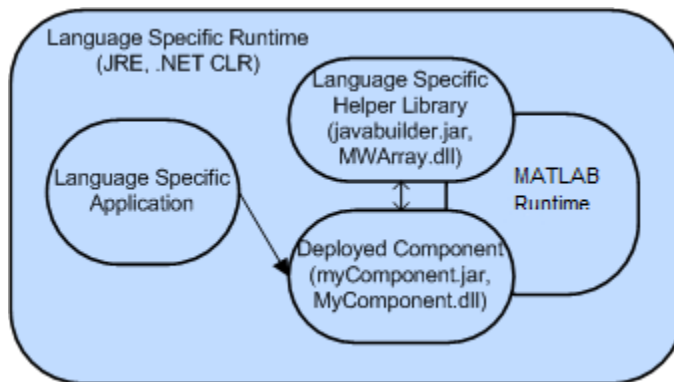 Language Specific Runtime
(JRE, .NET CLR)
Language Specific
Helper Library
(javabuilder.jar,
MWArray.dll)
Language Specific
Application
MATLAB
Runtime
Deployed Component
(myComponent.jar,
MyComponent.dll)